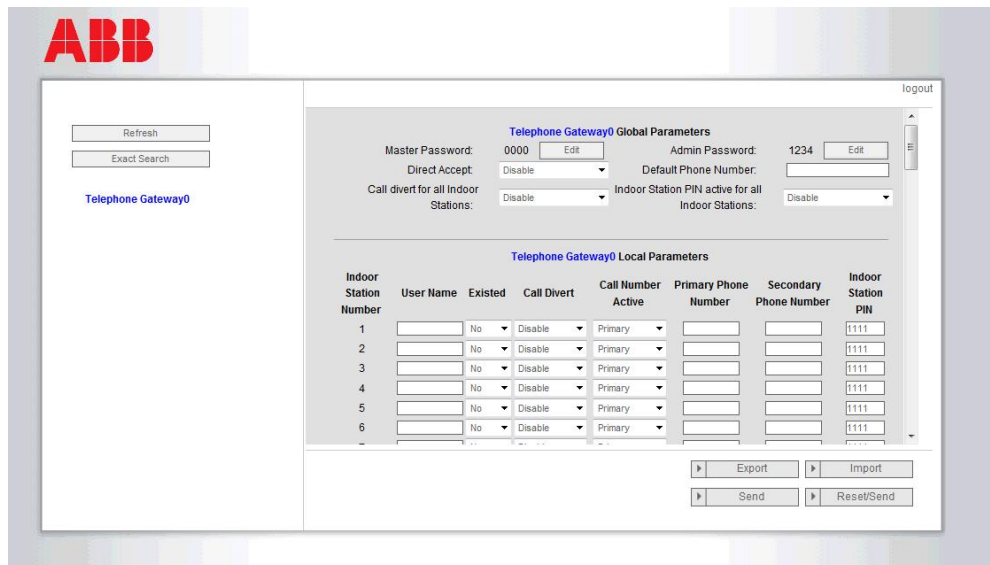 ABB
logout
Refresh
Exact Search
Telephone Gateway0
Telephone Gateway0 Global Parameters
Master Password: 0000 Edit Admin Password: 1234 Edit
Direct Accept: Disable Default Phone Number:
Call divert for all Indoor Stations: Disable Indoor Station PIN active for all Indoor Stations: Disable
Telephone Gateway0 Local Parameters
Indoor Station Number User Name Existed Call Divert Call Number Active Primary Phone Number Secondary Phone Number Indoor Station PIN
1 No Disable Primary 1111
2 No Disable Primary 1111
3 No Disable Primary 1111
4 No Disable Primary 1111
5 No Disable Primary 1111
6 No Disable Primary 1111
Export Import
Send Reset/Send